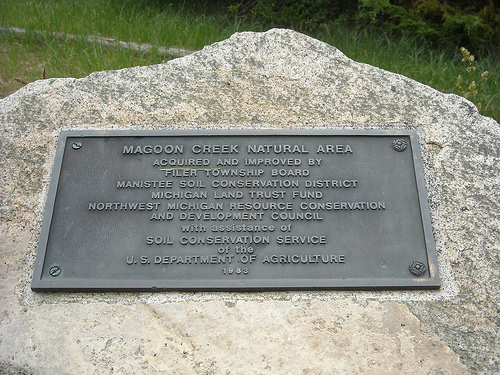 MAGOON CREEK NATURAL AREA
ACQUIRED AND IMPROVED BY
FILER TOWNSHIP BOARD
MANISTEE SOIL CONSERVATION DISTRICT
MICHIGAN LAND TRUST FUND
NORTHWEST MICHIGAN RESOURCE CONSERVATION
AND DEVELOPMENT COUNCIL
with assistance of
SOIL CONSERVATION SERVICE
of the
U.S. DEPARTMENT OF AGRICULTURE
1983